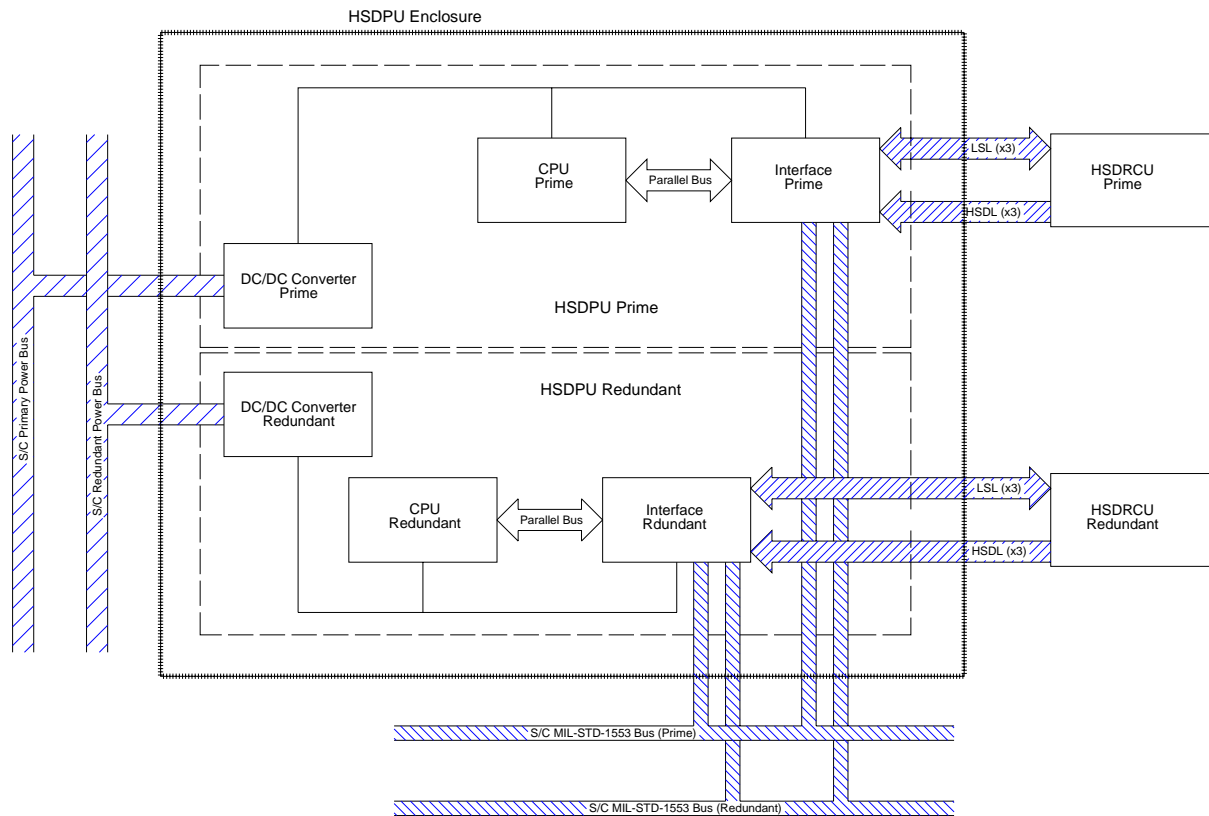 HSDPU Enclosure
CPU
Prime
Parallel Bus
Interface
Prime
LSL (x3)
HSDL (x3)
HSDRCU
Prime
DC/DC Converter
Prime
HSDPU Prime
S/C Primary Power Bus
S/C Redundant Power Bus
DC/DC Converter
Redundant
HSDPU Redundant
CPU
Redundant
Parallel Bus
Interface
Rdundant
LSL (x3)
HSDL (x3)
HSDRCU
Redundant
S/C MIL-STD-1553 Bus (Prime)
S/C MIL-STD-1553 Bus (Redundant)